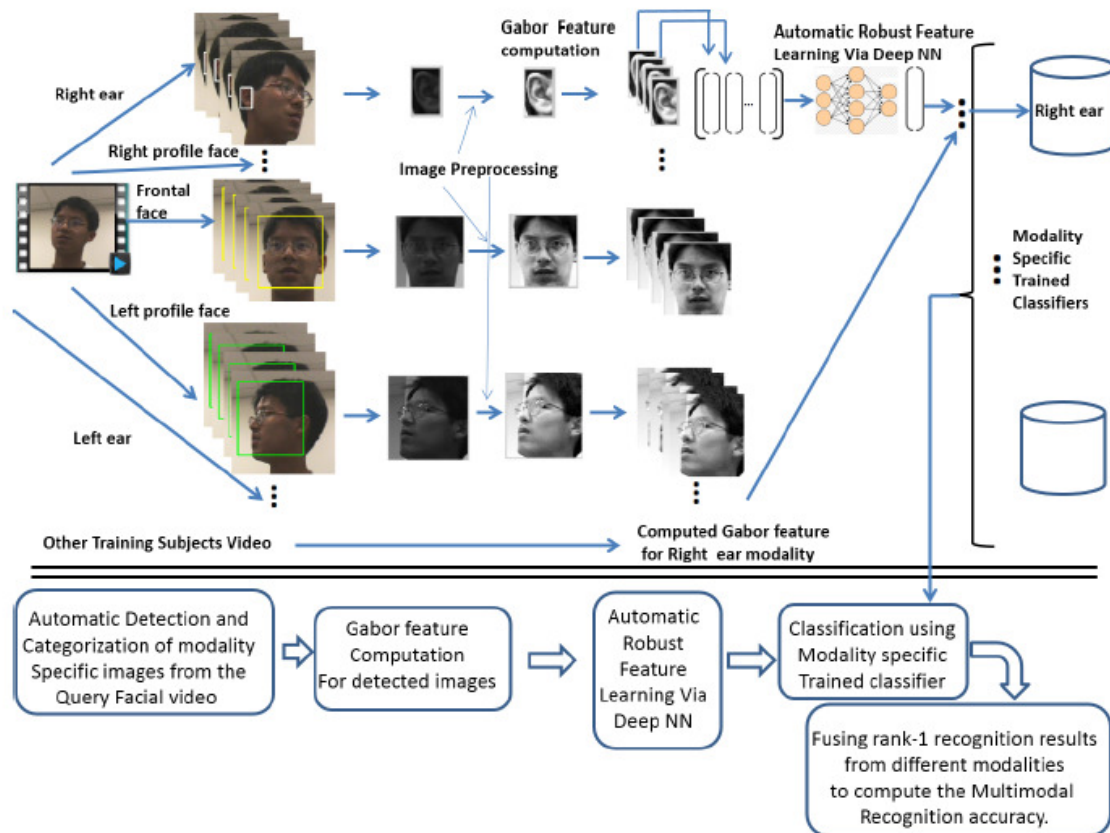 Gabor Feature
computation
Automatic Robust Feature
Learning Via Deep NN
Right ear
Right ear
Right profile face
Image Preprocessing
Frontal
face
Modality
Specific
Trained
Classifiers
Left profile face
Left ear
Other Training Subjects Video
Computed Gabor feature
for Right ear modality
Automatic Detection and
Categorization of modality
Specific images from the
Query Facial video
Gabor feature
Computation
For detected images
Automatic
Robust
Feature
Learning Via
Deep NN
Classification using
Modality specific
Trained classifier
Fusing rank-1 recognition results
from different modalities
to compute the Multimodal
Recognition accuracy.